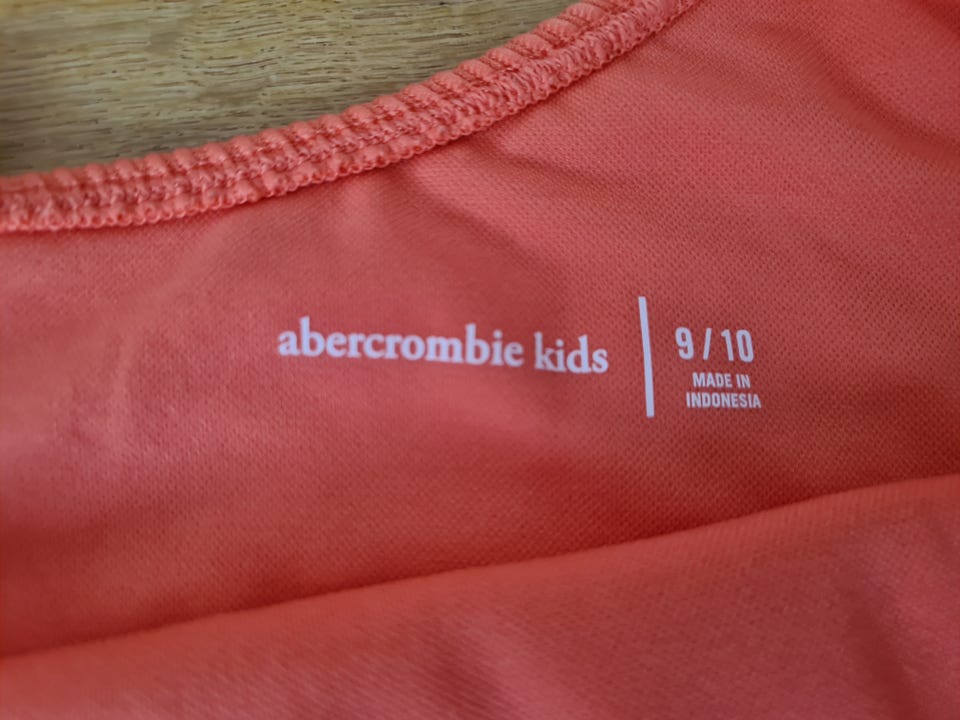 abercrombie kids
9 / 10
MADE IN
INDONESIA